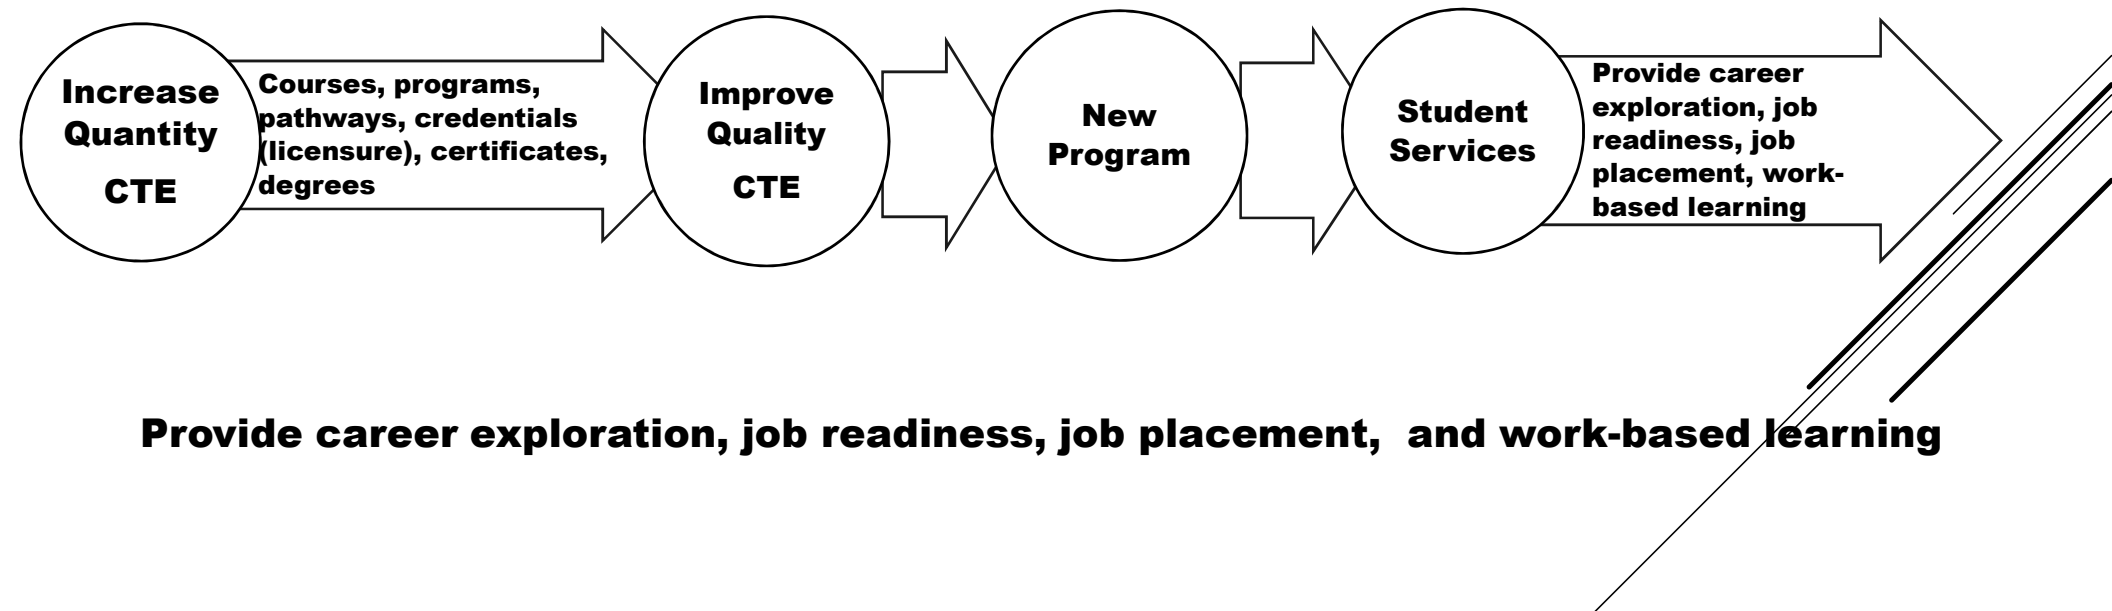 Increase
Quantity
CTE
Courses, programs,
pathways, credentials
(licensure), certificates,
degrees
Improve
Quality
CTE
New
Program
Student
Services
Provide career
exploration, job
readiness, job
placement, work-
based learning
Provide career exploration, job readiness, job placement,  and work-based learning